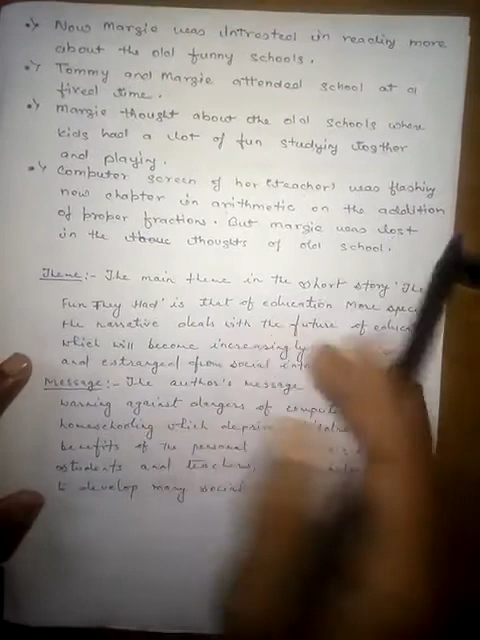 Now Margie was Intrested in reading more
about the old funny schools.
Tommy and Margie attended school at a
fixed time.
Margie thought about the old schools where
kids had a lot of fun studying together
and playing.
Computer screen of her (teacher) was flashing
new chapter in arithmetic on the addition
of proper fractions. But Margie was lost
in the thoughts of old school.
Theme:- The main theme in the short story 'The
Fun They Had' is that of education More
the narrative deals with the future of
which will become increasingly
and estranged from social
Message:- The author's message
warning against dangers of
homeschooling which
benefits of the personal
students and teachers.
to develop many social